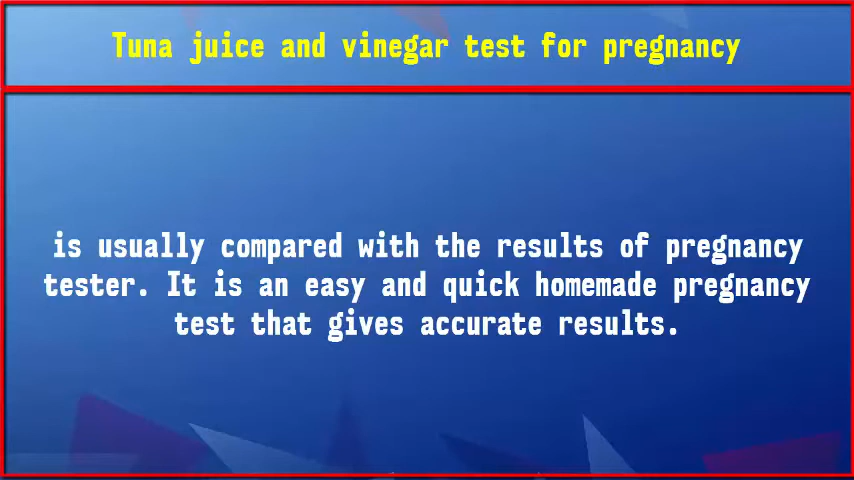 Tuna juice and vinegar test for pregnancy
is usually compared with the results of pregnancy
tester. It is an easy and quick homemade pregnancy
test that gives accurate results.